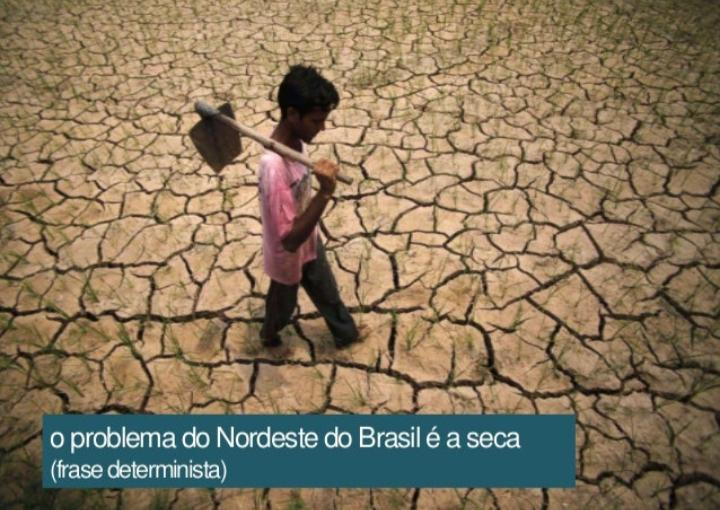 o problema do Nordeste do Brasil é a seca
(frase determinista)